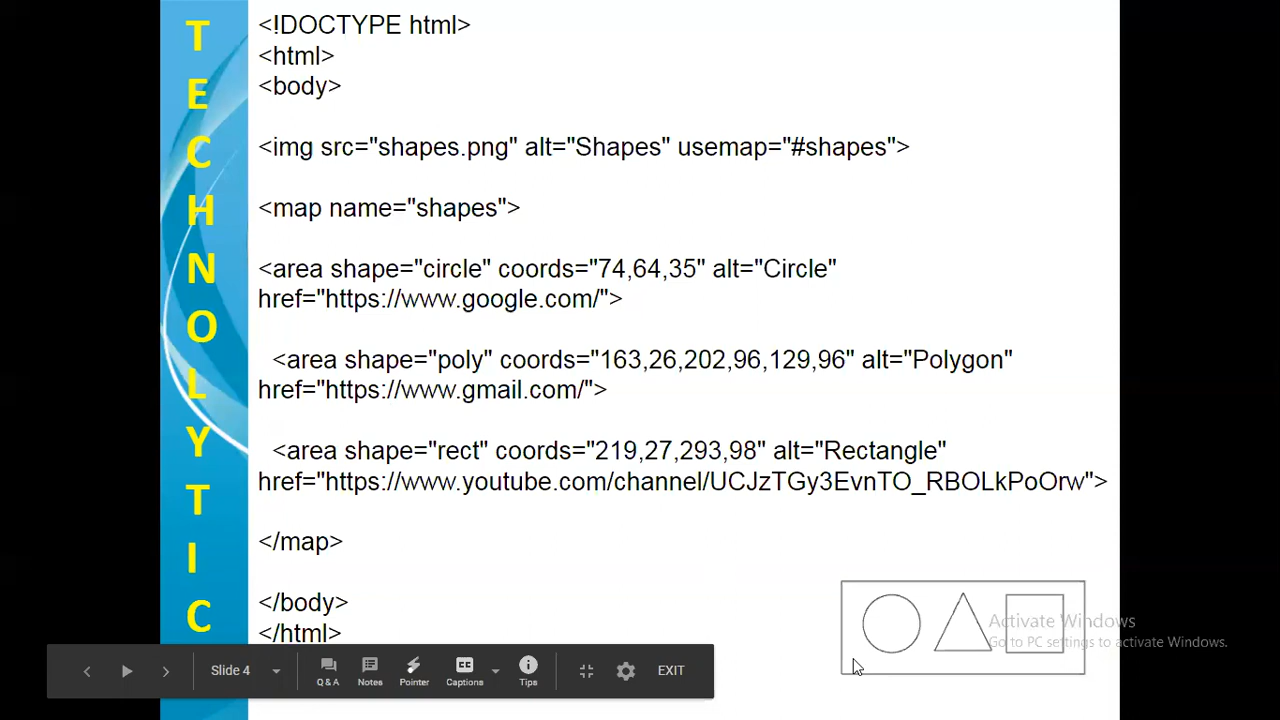 TECHNOLYTIC
<!DOCTYPE html>
<html>
<body>
<img src="shapes.png" alt="Shapes" usemap="#shapes">
<map name="shapes">
<area shape="circle" coords="74,64,35" alt="Circle"
href="https://www.google.com/">
<area shape="poly" coords="163,26,202,96,129,96" alt="Polygon"
href="https://www.gmail.com/">
<area shape="rect" coords="219,27,293,98" alt="Rectangle"
href="https://www.youtube.com/channel/UCJzTGy3EvnTO_RBOLkPoOrw">
</map>
</body>
</html>
Activate Windows
Go to PC settings to activate Windows.
Slide 4
Q & A
Notes
Pointer
CC
Captions
Tips
EXIT